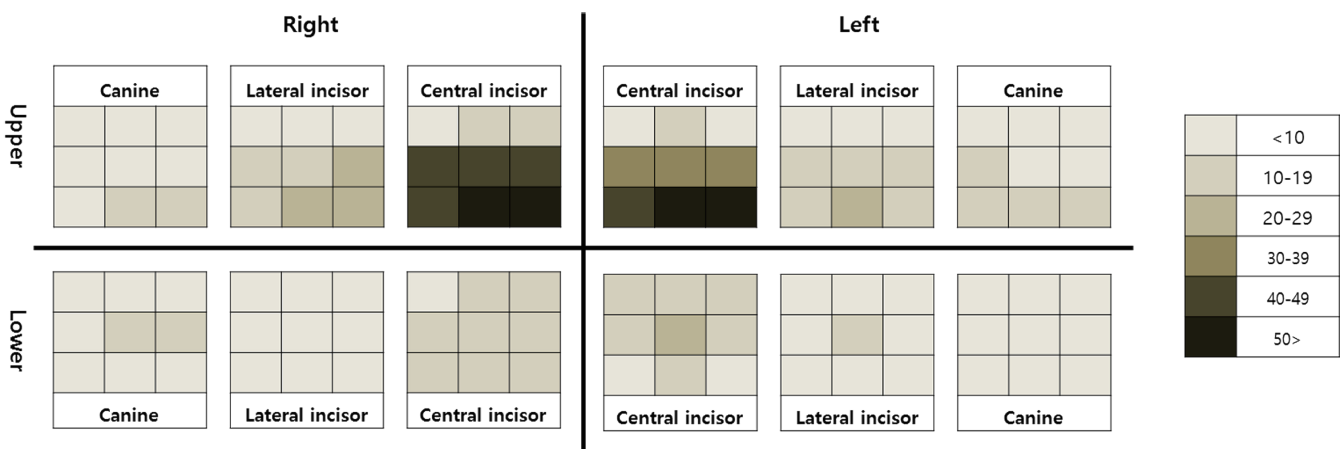 Right
Left
Upper
Canine
Lateral incisor
Central incisor
Central incisor
Lateral incisor
Canine
Lower
Canine
Lateral incisor
Central incisor
Central incisor
Lateral incisor
Canine
<10
10-19
20-29
30-39
40-49
50>